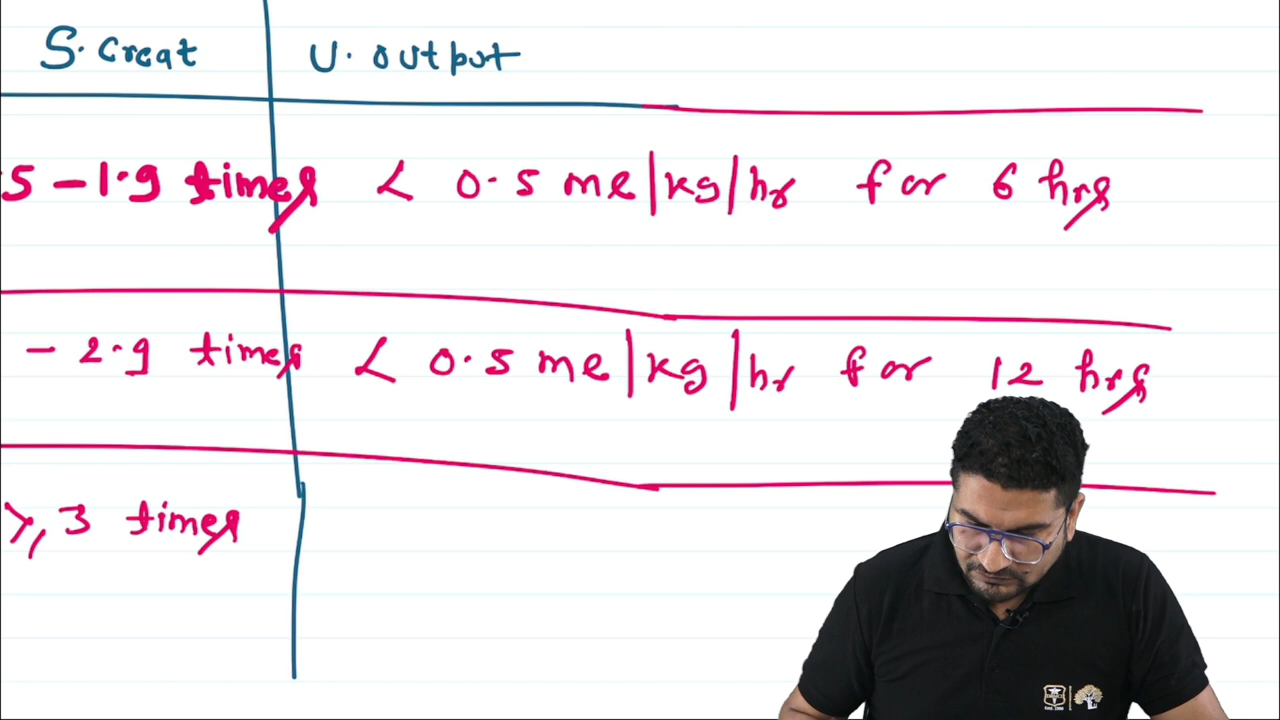 S. Creat U. output
5 - 1.9 times < 0.5 ml|kg|hr for 6 hrs
- 2.9 times < 0.5 ml|kg|hr for 12 hrs
≥, 3 times